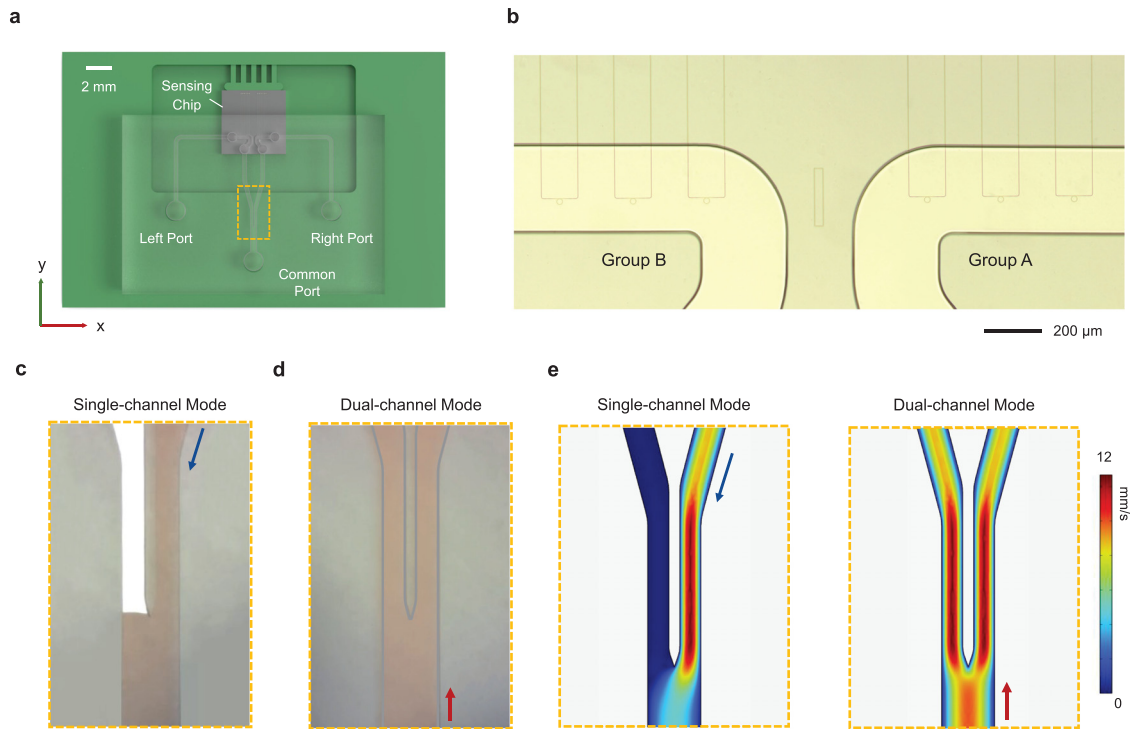 a
2 mm
Sensing
Chip
Left Port
Right Port
Common
Port
y
x
b
Group B
Group A
200 µm
c
Single-channel Mode
d
Dual-channel Mode
e
Single-channel Mode
Dual-channel Mode
12
mm/s
0